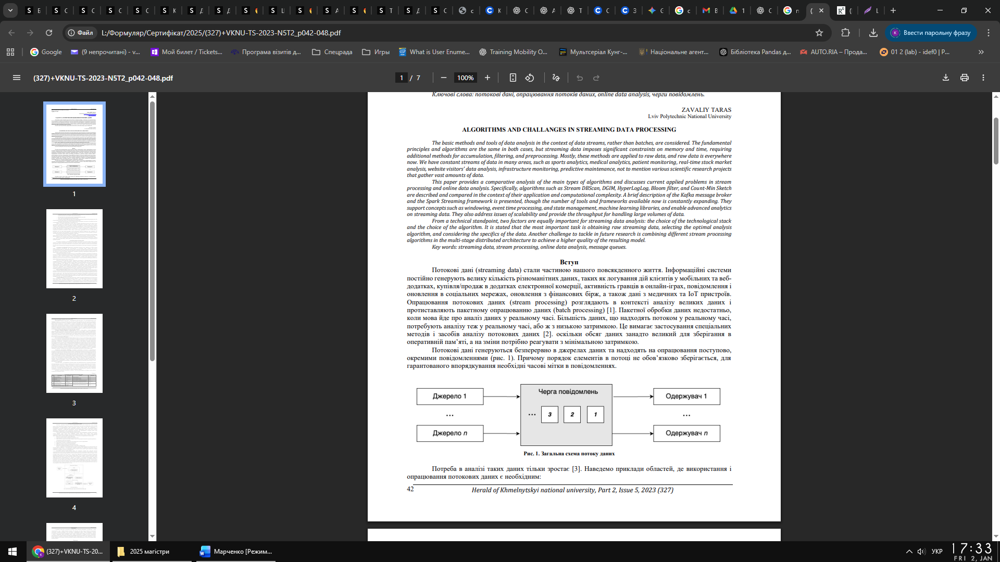 Файл
L:/Формуляр/Сертифікат/2025/(327)+VKNU-TS-2023-N5T2_p042-048.pdf
Ввести парольну фразу
Google
(9 непрочитані) - v...
Мой билет / Tickets...
Програма візитів д...
Спецрада
Игры
What is User Enume...
Training Mobility O...
Мультсеріал Кунг-...
Національне агент...
Бібліотека Pandas д...
AUTO.RIA – Прода...
01 2 (lab) - idef0 | P...
(327)+VKNU-TS-2023-N5T2_p042-048.pdf
1 / 7
100%
1
2
3
4
Ключові слова: потокові дані, опрацювання потоків даних, online data analysis, черги повідомлень.
ZAVALIY TARAS
Lviv Polytechnic National University
ALGORITHMS AND CHALLANGES IN STREAMING DATA PROCESSING
The basic methods and tools of data analysis in the context of data streams, rather than batches, are considered. The fundamental
principles and algorithms are the same in both cases, but streaming data imposes significant constraints on memory and time, requiring
additional methods for accumulation, filtering, and preprocessing. Mostly, these methods are applied to raw data, and raw data is everywhere
now. We have constant streams of data in many areas, such as sports analytics, medical analytics, patient monitoring, real-time stock market
analysis, website visitors' data analysis, infrastructure monitoring, predictive maintenance, not to mention various scientific research projects
that gather vast amounts of data.
This paper provides a comparative analysis of the main types of algorithms and discusses current applied problems in stream
processing and online data analysis. Specifically, algorithms such as Stream DBScan, DGIM, HyperLogLog, Bloom filter, and Count-Min Sketch
are described and compared in the context of their application and computational complexity. A brief description of the Kafka message broker
and the Spark Streaming framework is presented, though the number of tools and frameworks available now is constantly expanding. They
support concepts such as windowing, event time processing, and state management, machine learning libraries, and enable advanced analytics
on streaming data. They also address issues of scalability and provide the throughput for handling large volumes of data.
From a technical standpoint, two factors are equally important for streaming data analysis: the choice of the technological stack
and the choice of the algorithm. It is stated that the most important task is obtaining raw streaming data, selecting the optimal analysis
algorithm, and considering the specifics of the data. Another challenge to tackle in future research is combining different stream processing
algorithms in the multi-stage distributed architecture to achieve a higher quality of the resulting model.
Key words: streaming data, stream processing, online data analysis, message queues.
Вступ
Потокові дані (streaming data) стали частиною нашого повсякденного життя. Інформаційні системи
постійно генерують велику кількість різноманітних даних, таких як логування дій клієнтів у мобільних та веб-
додатках, купівля/продаж в додатках електронної комерції, активність гравців в онлайн-іграх, повідомлення і
оновлення в соціальних мережах, оновлення з фінансових бірж, а також дані з медичних та IoT пристроїв.
Опрацювання потокових даних (stream processing) розглядають в контексті аналізу великих даних і
протиставляють пакетному опрацюванню даних (batch processing) [1]. Пакетної обробки даних недостатньо,
коли мова йде про аналіз даних у реальному часі. Більшість даних, що надходять потоком у реальному часі,
потребують аналізу теж у реальному часі, або ж з низькою затримкою. Це вимагає застосування спеціальних
методів і засобів аналізу потокових даних [2]. оскільки обсяг даних занадто великий для зберігання в
оперативній пам’яті, а на зміни потрібно реагувати з мінімальною затримкою.
Потокові дані генеруються безперервно в джерелах даних та надходять на опрацювання поступово,
окремими повідомленнями (рис. 1). Причому порядок елементів в потоці не обов’язково зберігається, для
гарантованого впорядкування необхідні часові мітки в повідомленнях.
Черга повідомлень
Джерело 1
Одержувач 1
... ... 3 2 1 ...
Джерело n
Одержувач n
Рис. 1. Загальна схема потоку даних
Потреба в аналізі таких даних тільки зростає [3]. Наведемо приклади областей, де використання і
опрацювання потокових даних є необхідним:
42
Herald of Khmelnytskyi national university, Part 2, Issue 5, 2023 (327)
(327)+VKNU-TS-20...
2025 магістри
Марченко [Режим...
УКР
17:33
FRI 2, JAN